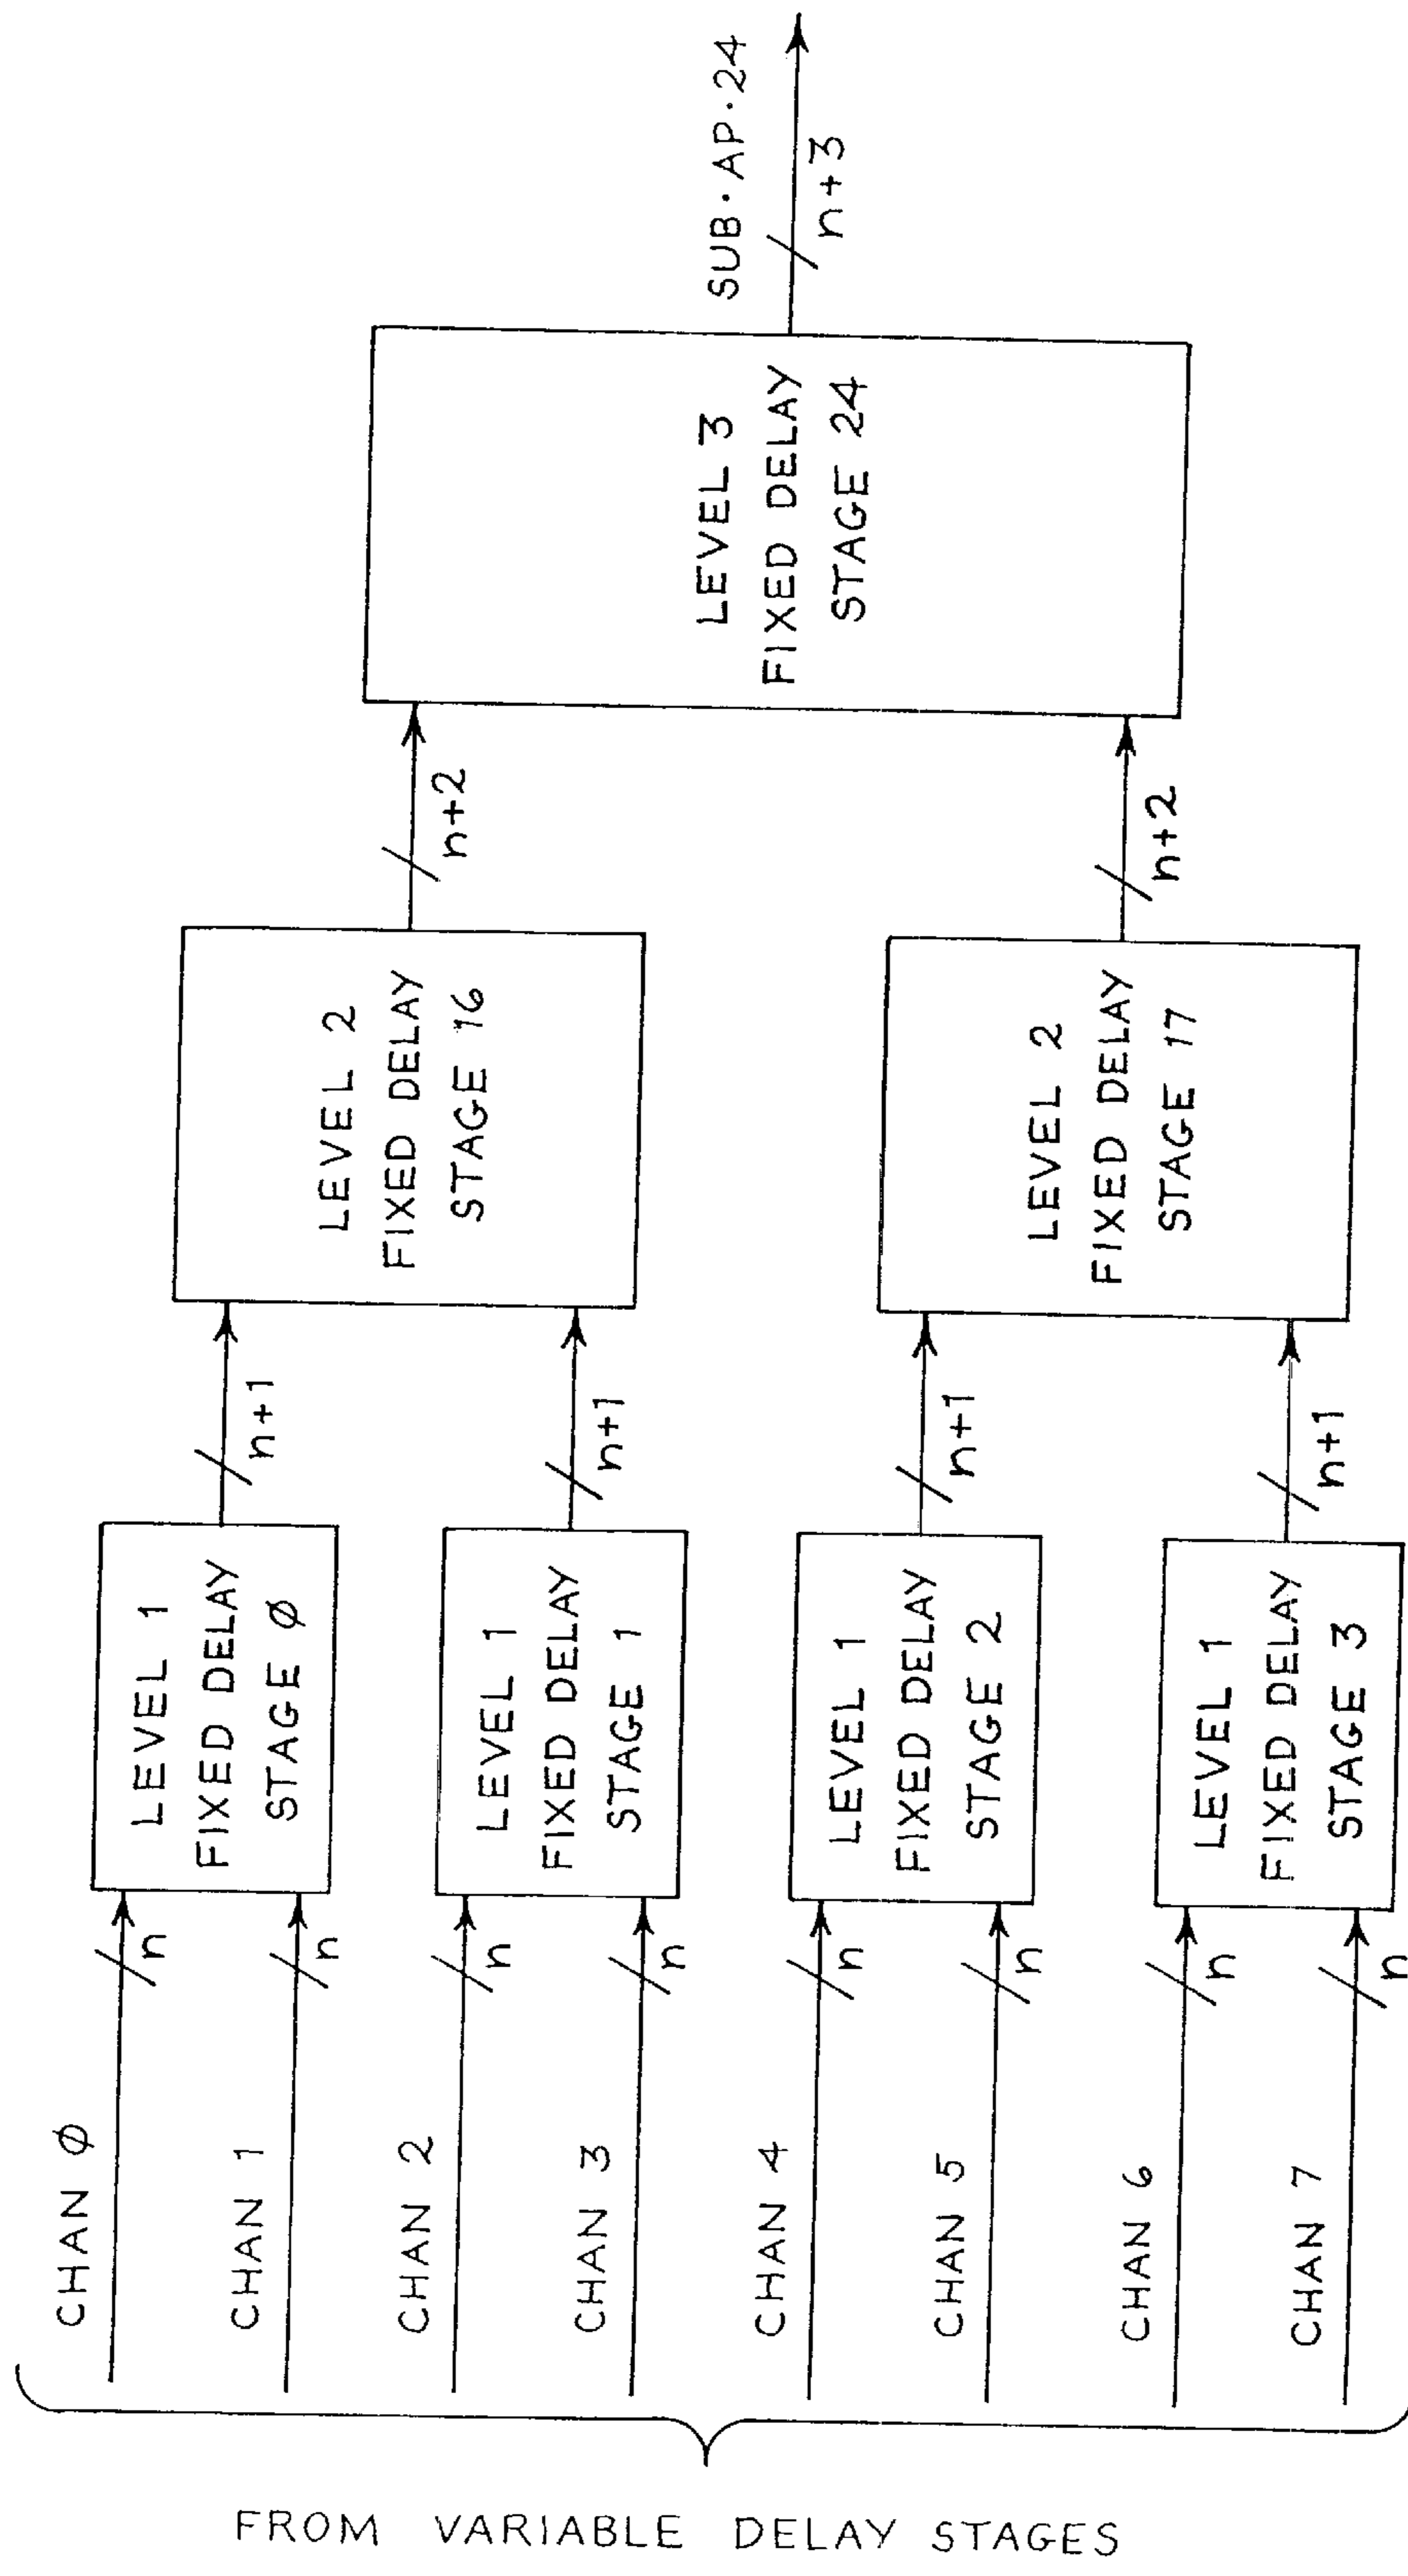 CHAN Ø
CHAN 1
CHAN 2
CHAN 3
CHAN 4
CHAN 5
CHAN 6
CHAN 7
n
n
n
n
n
n
n
n
LEVEL 1
FIXED DELAY
STAGE Ø
LEVEL 1
FIXED DELAY
STAGE 1
LEVEL 1
FIXED DELAY
STAGE 2
LEVEL 1
FIXED DELAY
STAGE 3
n+1
n+1
n+1
n+1
LEVEL 2
FIXED DELAY
STAGE 16
LEVEL 2
FIXED DELAY
STAGE 17
n+2
n+2
LEVEL 3
FIXED DELAY
STAGE 24
SUB·AP·24
n+3
FROM VARIABLE DELAY STAGES